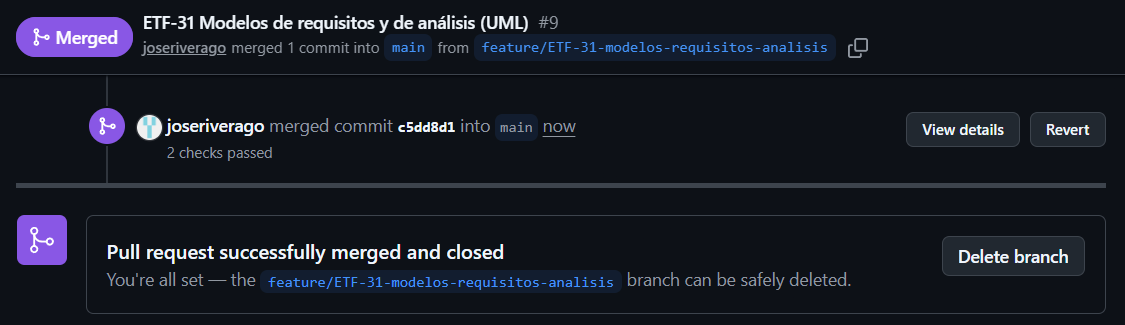 Merged
ETF-31 Modelos de requisitos y de análisis (UML) #9
joseriverago merged 1 commit into main from feature/ETF-31-modelos-requisitos-analisis
joseriverago merged commit c5dd8d1 into main now
2 checks passed
View details
Revert
Pull request successfully merged and closed
You're all set — the feature/ETF-31-modelos-requisitos-analisis branch can be safely deleted.
Delete branch